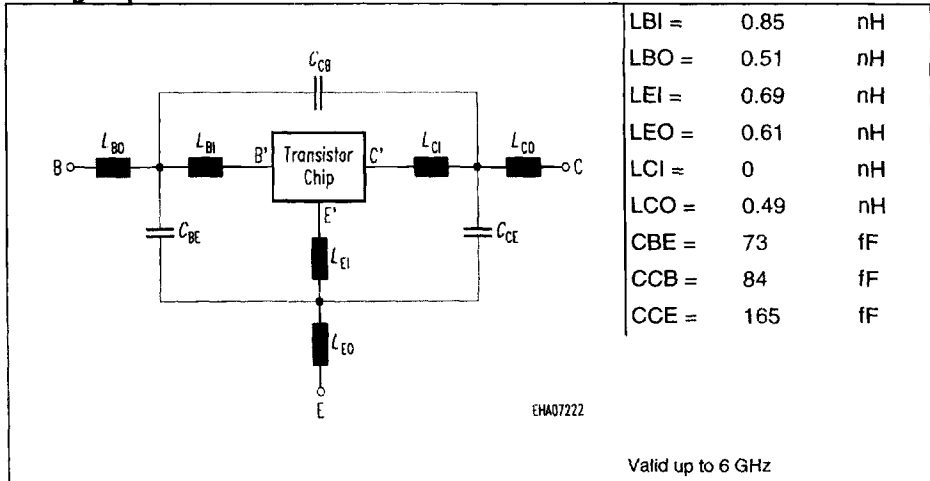 C_CB
L_BO
L_BI
B'
Transistor
Chip
C'
L_CI
L_CO
B
C
E'
C_BE
C_CE
L_EI
L_EO
E
EHA07222
LBI = 0.85 nH
LBO = 0.51 nH
LEI = 0.69 nH
LEO = 0.61 nH
LCI = 0 nH
LCO = 0.49 nH
CBE = 73 fF
CCB = 84 fF
CCE = 165 fF
Valid up to 6 GHz